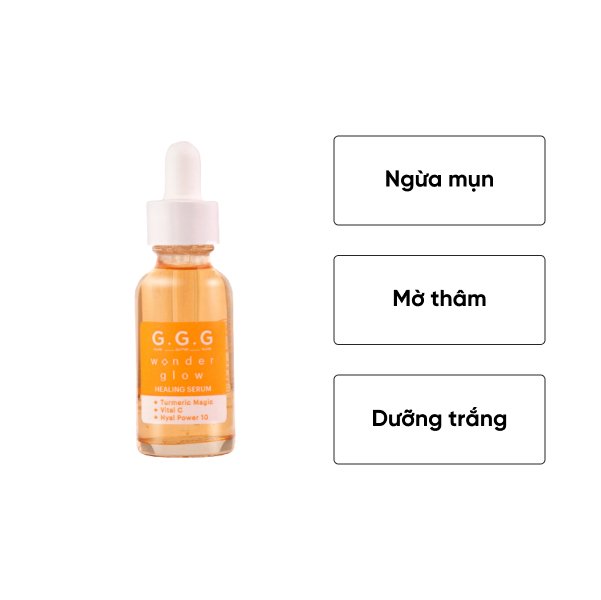 G.G.G
wonder
glow
HEALING SERUM
Turmeric Magic
Vital C
Hyal Power 10
Ngừa mụn
Mờ thâm
Dưỡng trắng